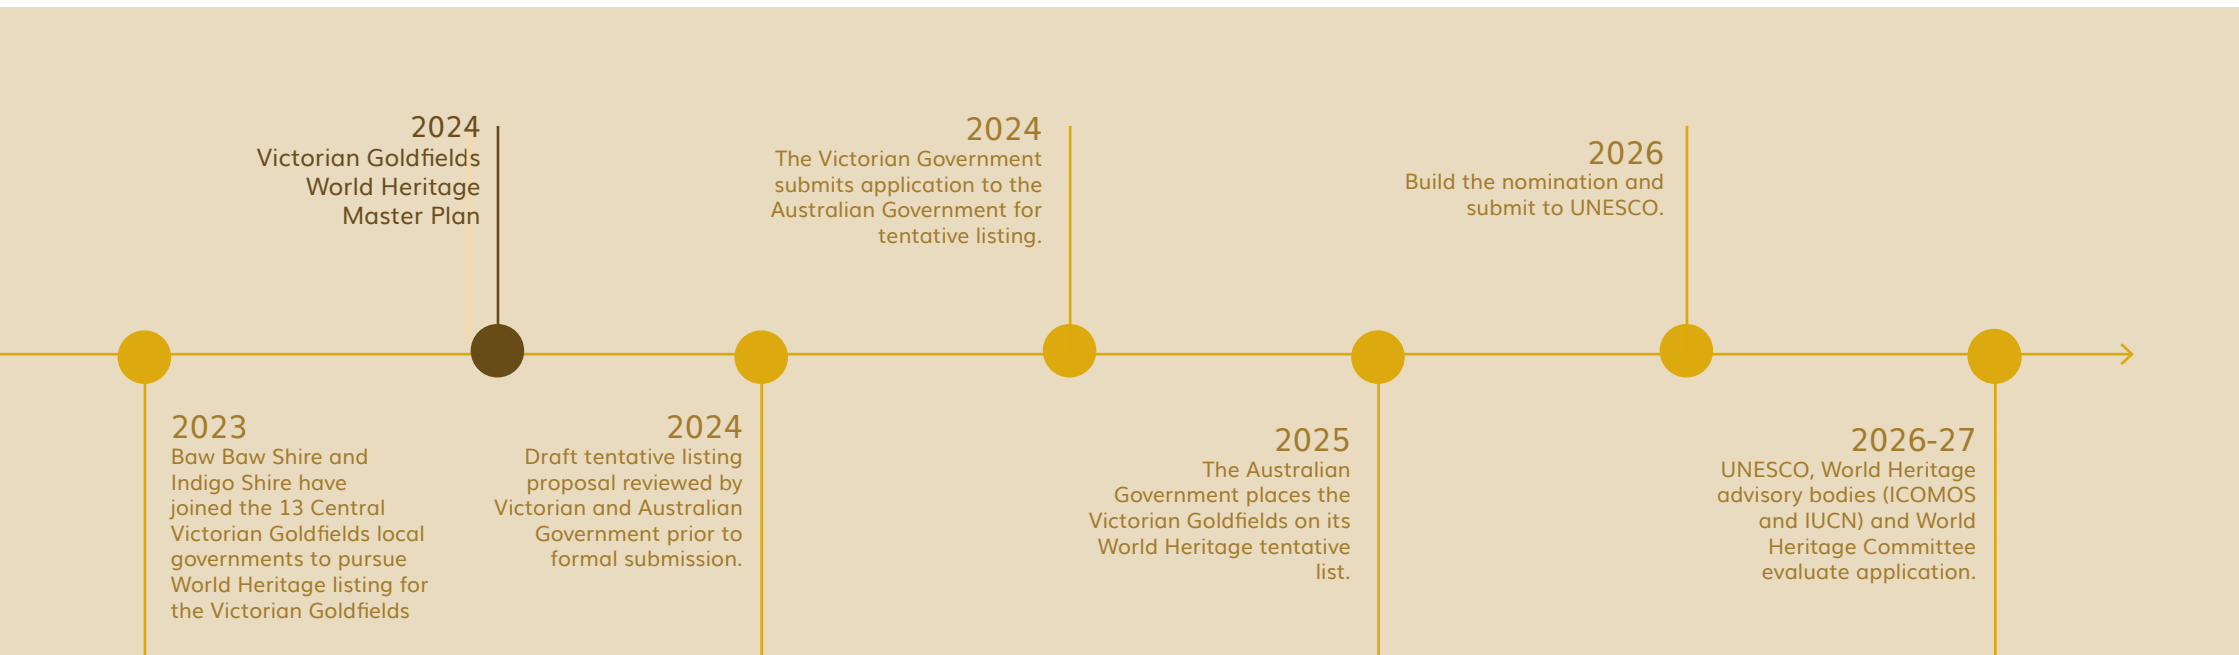 2023
Baw Baw Shire and
Indigo Shire have
joined the 13 Central
Victorian Goldfields local
governments to pursue
World Heritage listing for
the Victorian Goldfields
2024
Victorian Goldfields
World Heritage
Master Plan
2024
Draft tentative listing
proposal reviewed by
Victorian and Australian
Government prior to
formal submission.
2024
The Victorian Government
submits application to the
Australian Government for
tentative listing.
2025
The Australian
Government places the
Victorian Goldfields on its
World Heritage tentative
list.
2026
Build the nomination and
submit to UNESCO.
2026-27
UNESCO, World Heritage
advisory bodies (ICOMOS
and IUCN) and World
Heritage Committee
evaluate application.